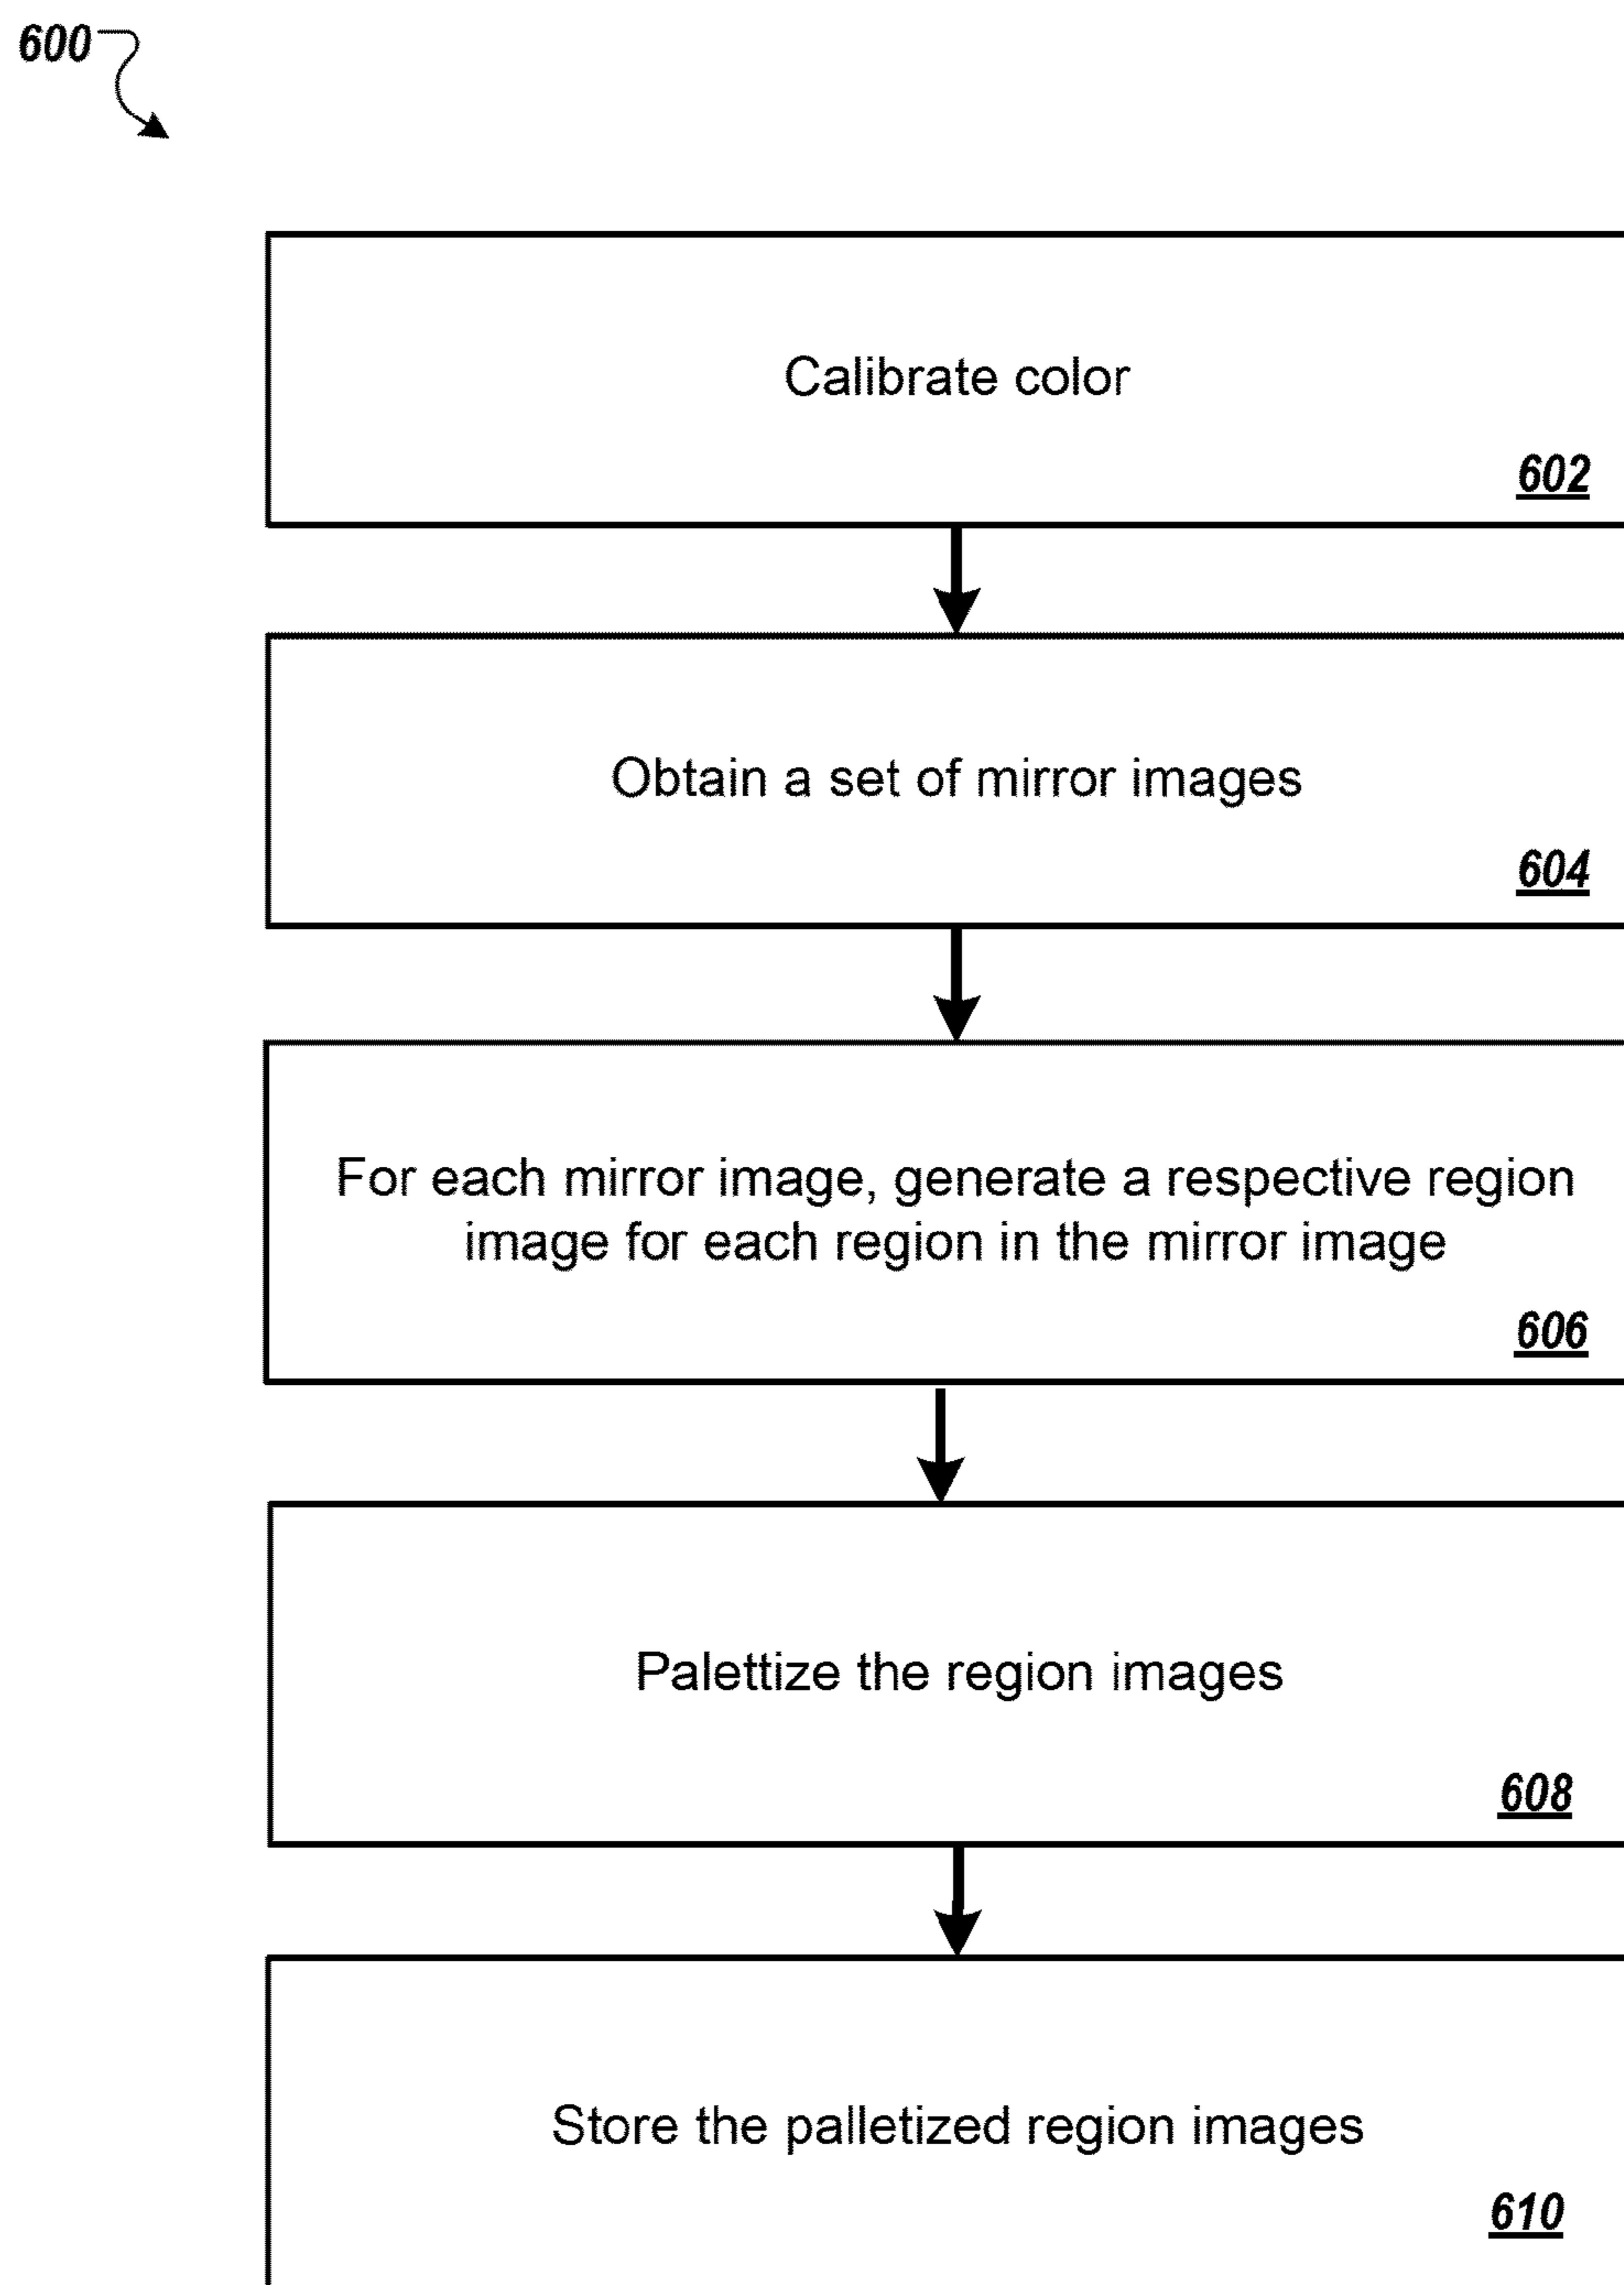 600
Calibrate color
602
Obtain a set of mirror images
604
For each mirror image, generate a respective region
image for each region in the mirror image
606
Palettize the region images
608
Store the palletized region images
610